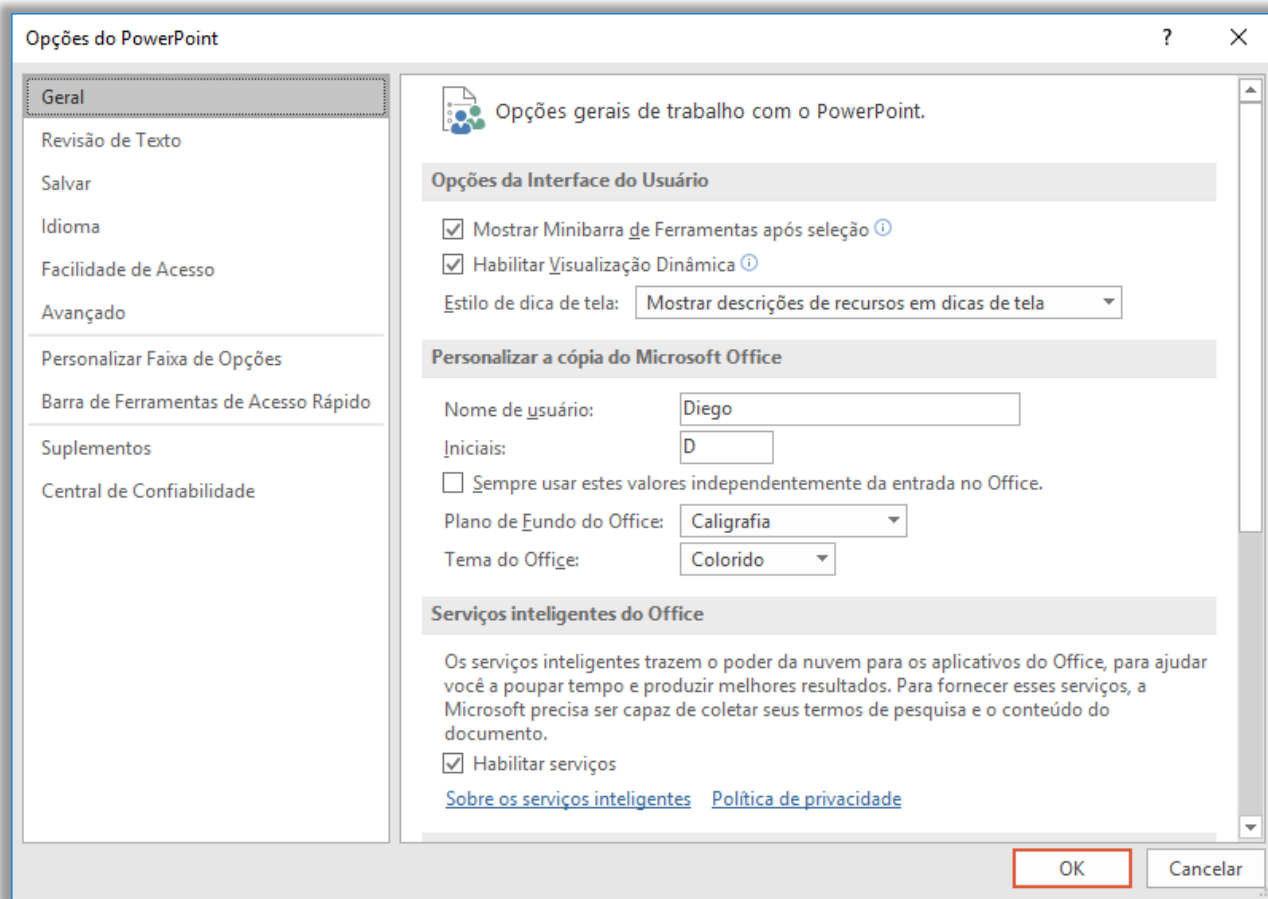 Opções do PowerPoint
?
Geral
Revisão de Texto
Salvar
Idioma
Facilidade de Acesso
Avançado
Personalizar Faixa de Opções
Barra de Ferramentas de Acesso Rápido
Suplementos
Central de Confiabilidade
Opções gerais de trabalho com o PowerPoint.
Opções da Interface do Usuário
Mostrar Minibarra de Ferramentas após seleção
Habilitar Visualização Dinâmica
Estilo de dica de tela: Mostrar descrições de recursos em dicas de tela
Personalizar a cópia do Microsoft Office
Nome de usuário: Diego
Iniciais: D
Sempre usar estes valores independentemente da entrada no Office.
Plano de Fundo do Office: Caligrafia
Tema do Office: Colorido
Serviços inteligentes do Office
Os serviços inteligentes trazem o poder da nuvem para os aplicativos do Office, para ajudar
você a poupar tempo e produzir melhores resultados. Para fornecer esses serviços, a
Microsoft precisa ser capaz de coletar seus termos de pesquisa e o conteúdo do
documento.
Habilitar serviços
Sobre os serviços inteligentes Política de privacidade
OK Cancelar